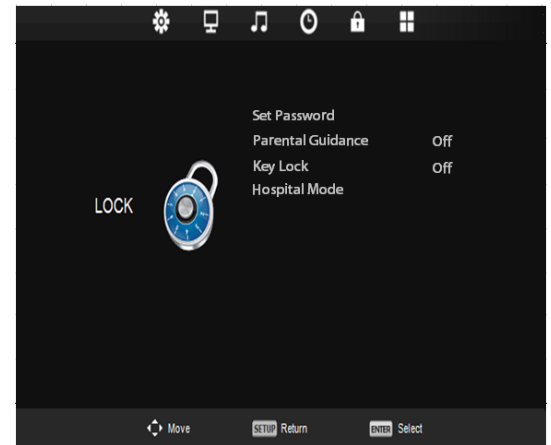 LOCK
Set Password
Parental Guidance Off
Key Lock Off
Hospital Mode
Move SETUP Return ENTER Select